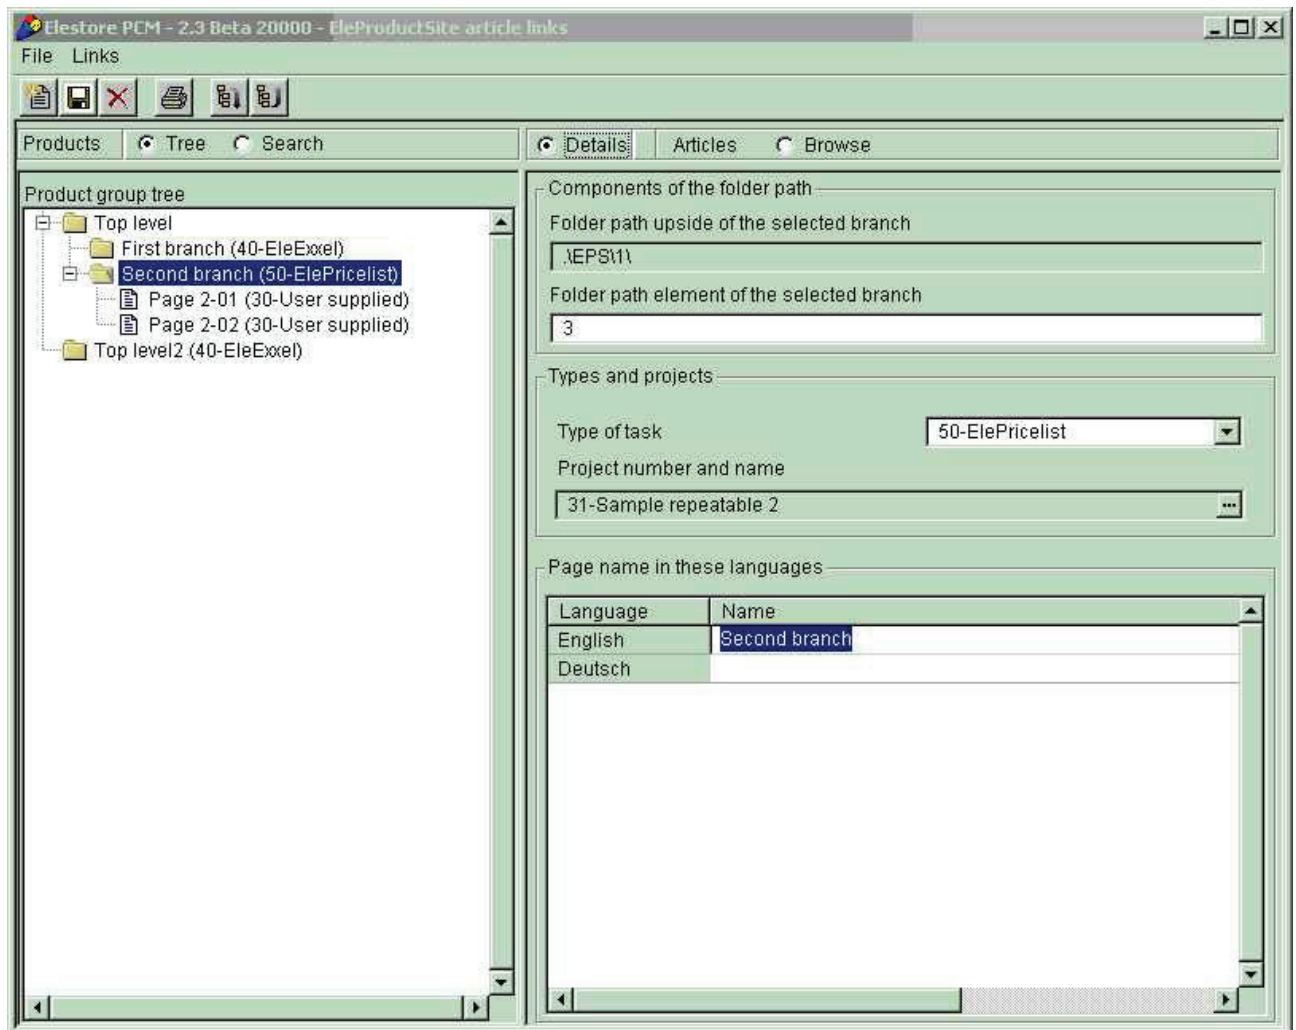 Elestore PCM - 2.3 Beta 20000 - EleProductSite article links
File Links
Products Tree Search
Details Articles Browse
Product group tree
Top level
First branch (40-EleExxel)
Second branch (50-ElePricelist)
Page 2-01 (30-User supplied)
Page 2-02 (30-User supplied)
Top level2 (40-EleExxel)
Components of the folder path
Folder path upside of the selected branch
.\EPS\1\
Folder path element of the selected branch
3
Types and projects
Type of task 50-ElePricelist
Project number and name
31-Sample repeatable 2
...
Page name in these languages
Language Name
English Second branch
Deutsch